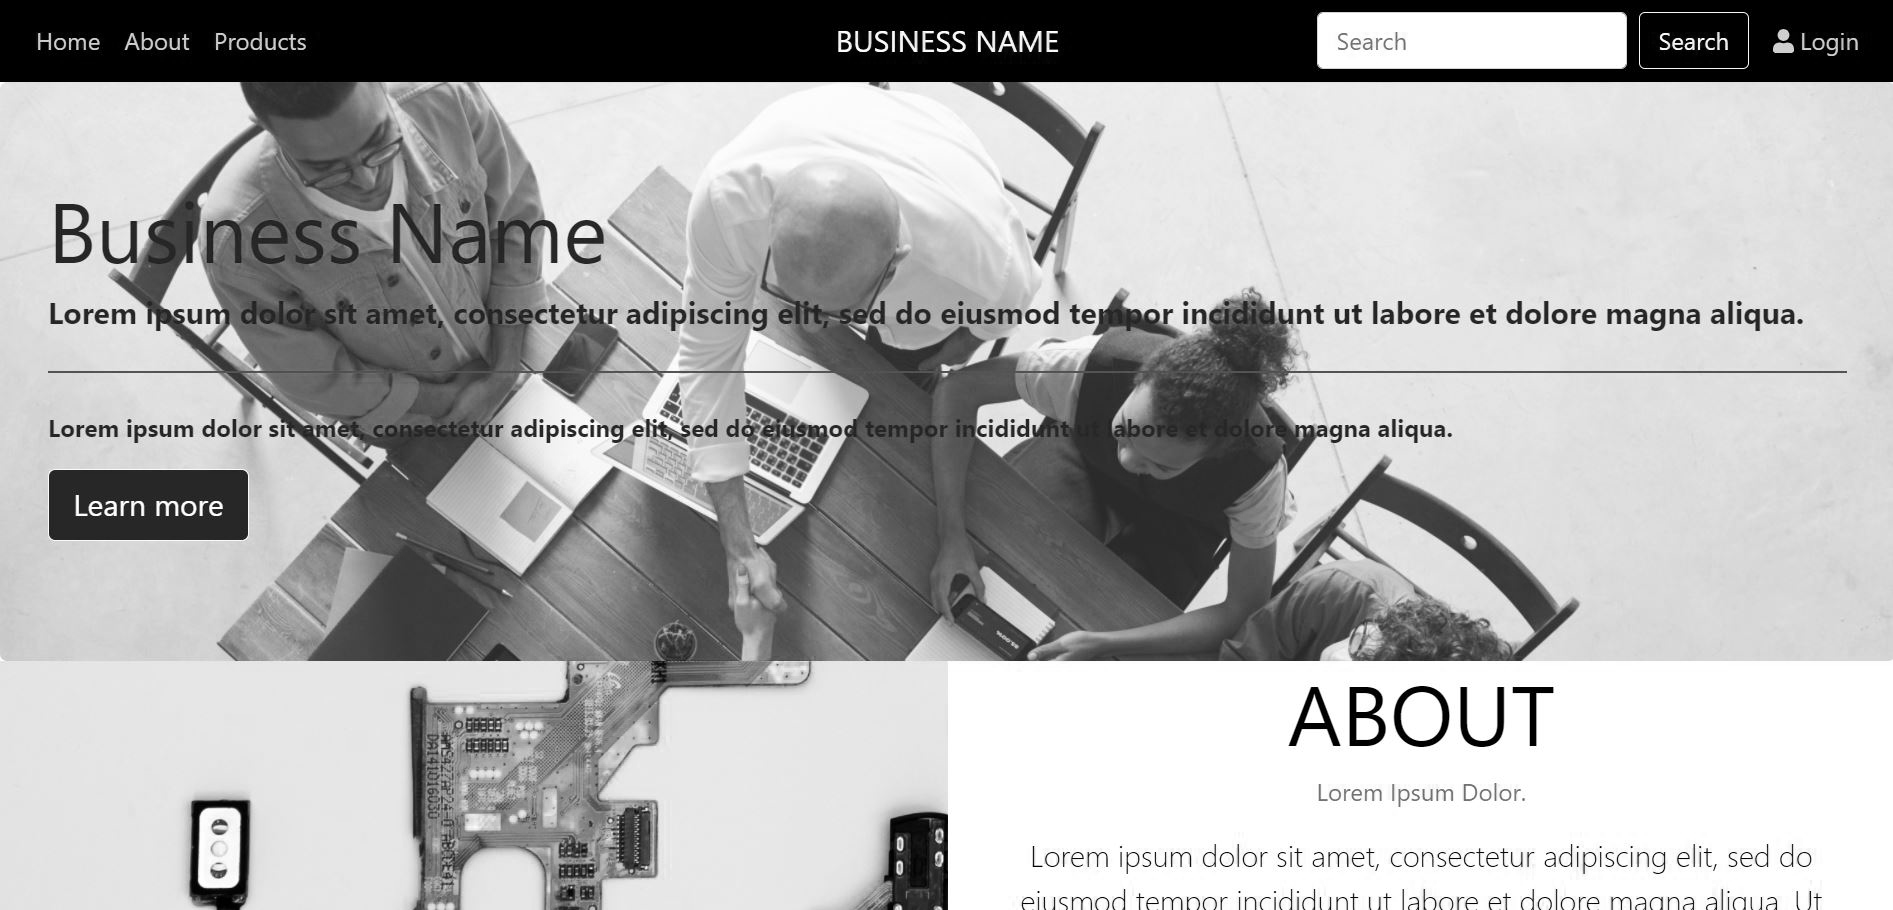 Home About Products BUSINESS NAME Search Search Login
Business Name
Lorem ipsum dolor sit amet, consectetur adipiscing elit, sed do eiusmod tempor incididunt ut labore et dolore magna aliqua.
Lorem ipsum dolor sit amet, consectetur adipiscing elit, sed do eiusmod tempor incididunt ut labore et dolore magna aliqua.
Learn more
ABOUT
Lorem Ipsum Dolor.
Lorem ipsum dolor sit amet, consectetur adipiscing elit, sed do
eiusmod tempor incididunt ut labore et dolore magna aliqua. Ut